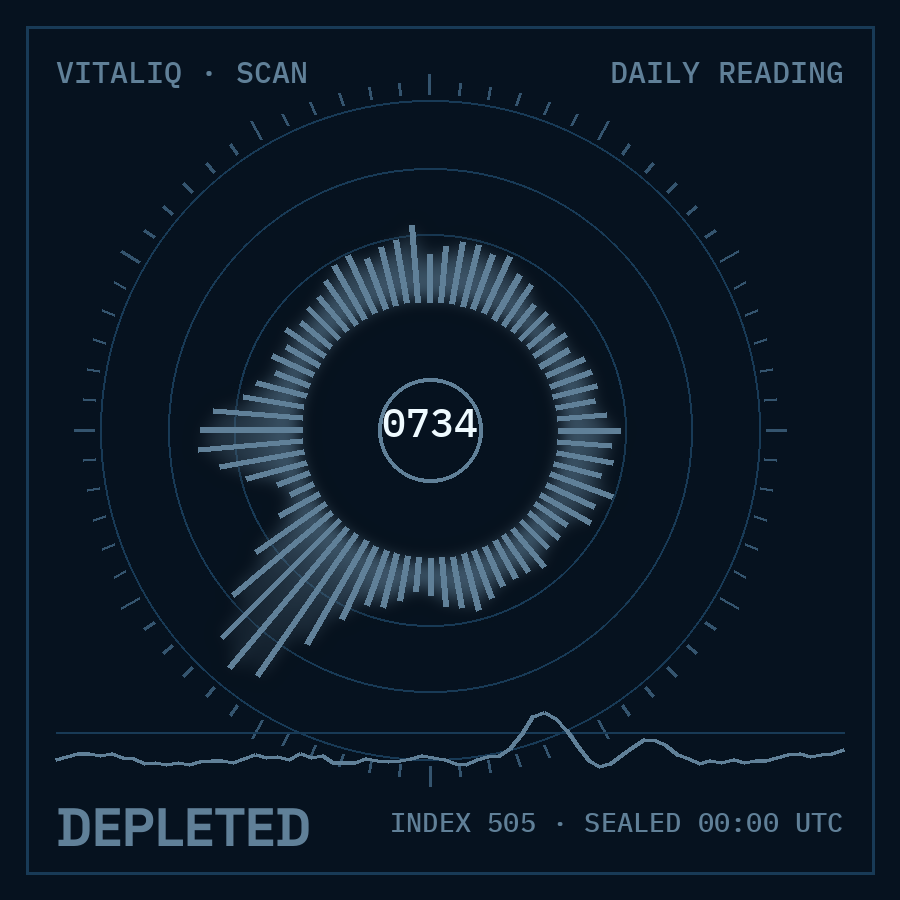 VITALIQ · SCAN
DAILY READING
0734
DEPLETED
INDEX 505 · SEALED 00:00 UTC